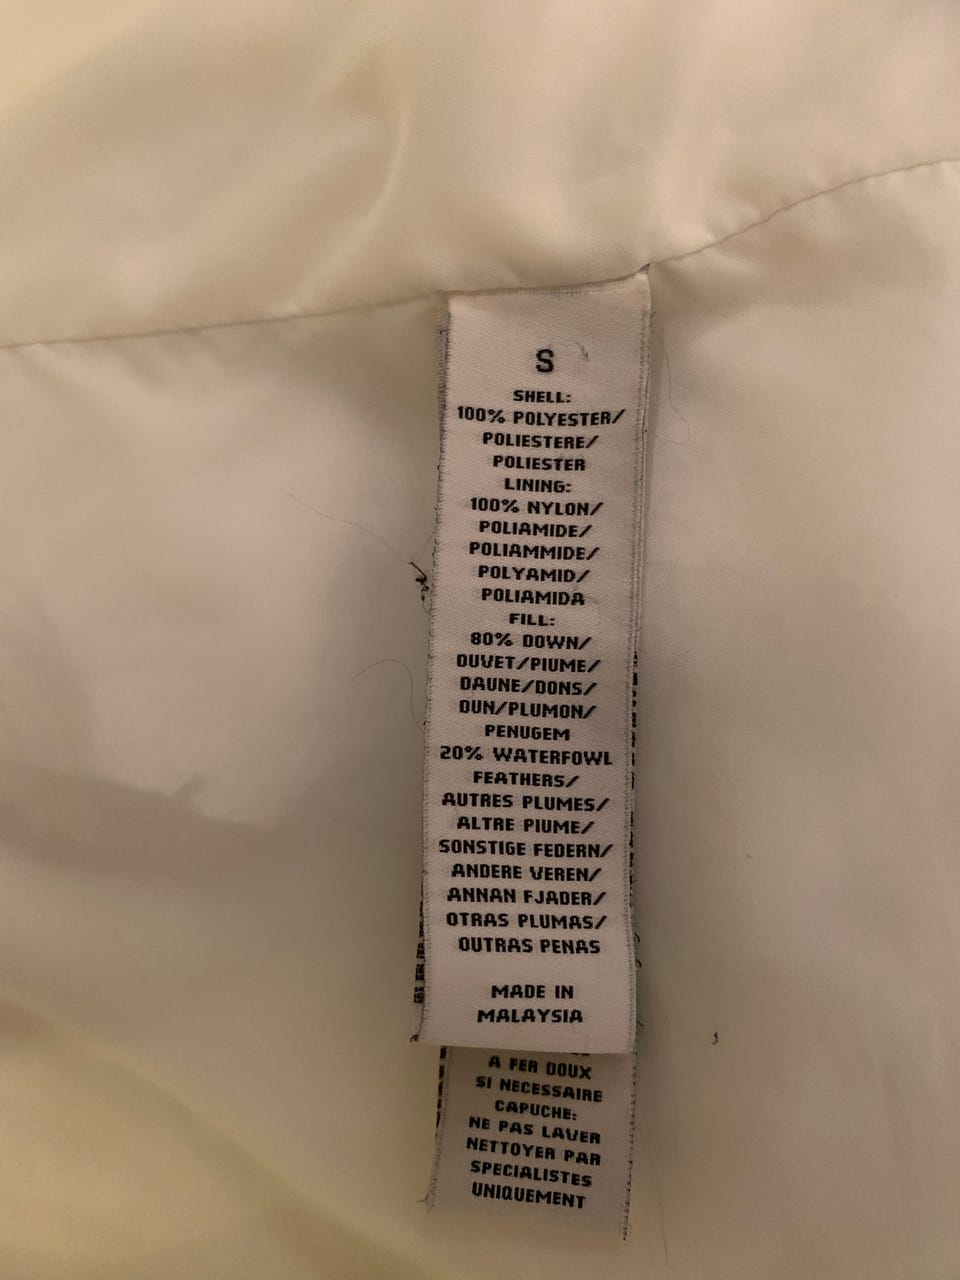 S
SHELL:
100% POLYESTER/
POLIESTERE/
POLIESTER
LINING:
100% NYLON/
POLIAMIDE/
POLIAMMIDE/
POLYAMID/
POLIAMIDA
FILL:
80% DOWN/
DUVET/PIUME/
DAUNE/DONS/
DUN/PLUMON/
PENUGEM
20% WATERFOWL
FEATHERS/
AUTRES PLUMES/
ALTRE PIUME/
SONSTIGE FEDERN/
ANDERE VEREN/
ANNAN FJADER/
OTRAS PLUMAS/
OUTRAS PENAS
MADE IN
MALAYSIA
A FER DOUX
SI NECESSAIRE
CAPUCHE:
NE PAS LAVER
NETTOYER PAR
SPECIALISTES
UNIQUEMENT